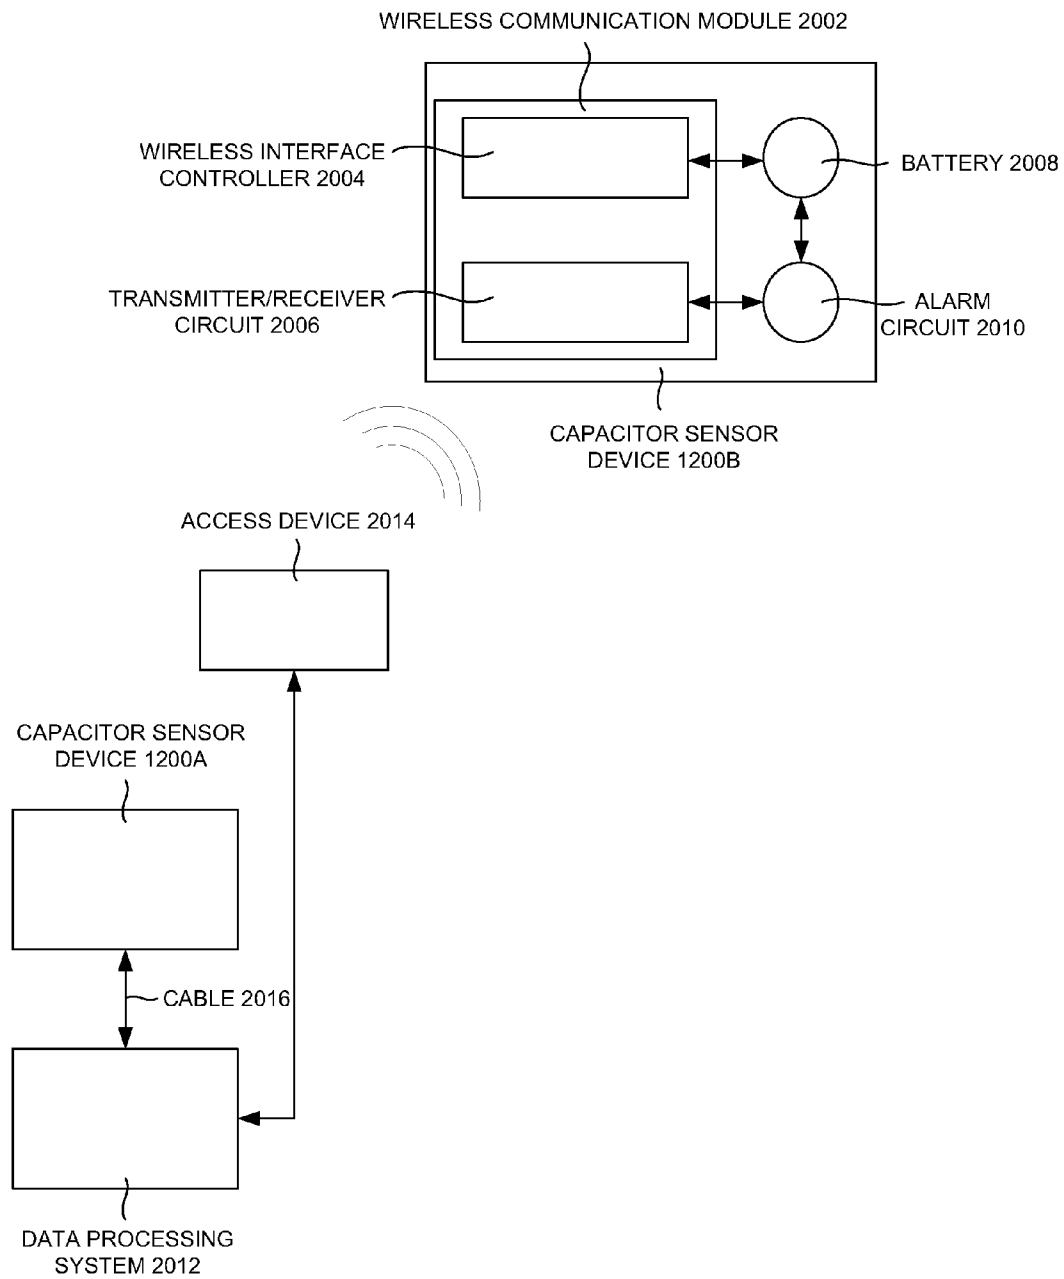 WIRELESS COMMUNICATION MODULE 2002
WIRELESS INTERFACE
CONTROLLER 2004
BATTERY 2008
TRANSMITTER/RECEIVER
CIRCUIT 2006
ALARM
CIRCUIT 2010
CAPACITOR SENSOR
DEVICE 1200B
ACCESS DEVICE 2014
CAPACITOR SENSOR
DEVICE 1200A
CABLE 2016
DATA PROCESSING
SYSTEM 2012